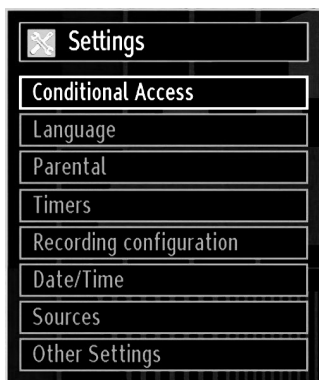 Settings
Conditional Access
Language
Parental
Timers
Recording configuration
Date/Time
Sources
Other Settings